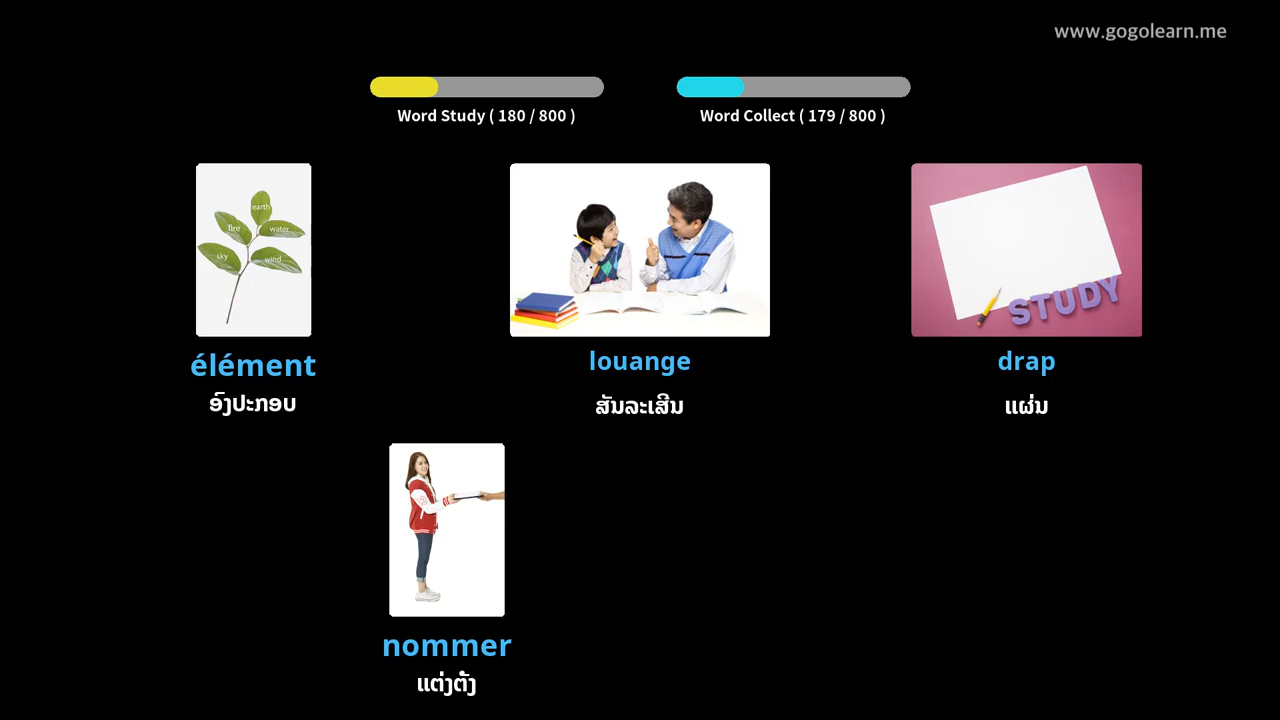 www.gogolearn.me
Word Study ( 180 / 800 )
Word Collect ( 179 / 800 )
earth
fire
water
sky
wind
STUDY
élément
louange
drap
ອົງປະກອບ
ສັນລະເສີນ
ແຜ່ນ
nommer
ແຕ່ງຕັ້ງ